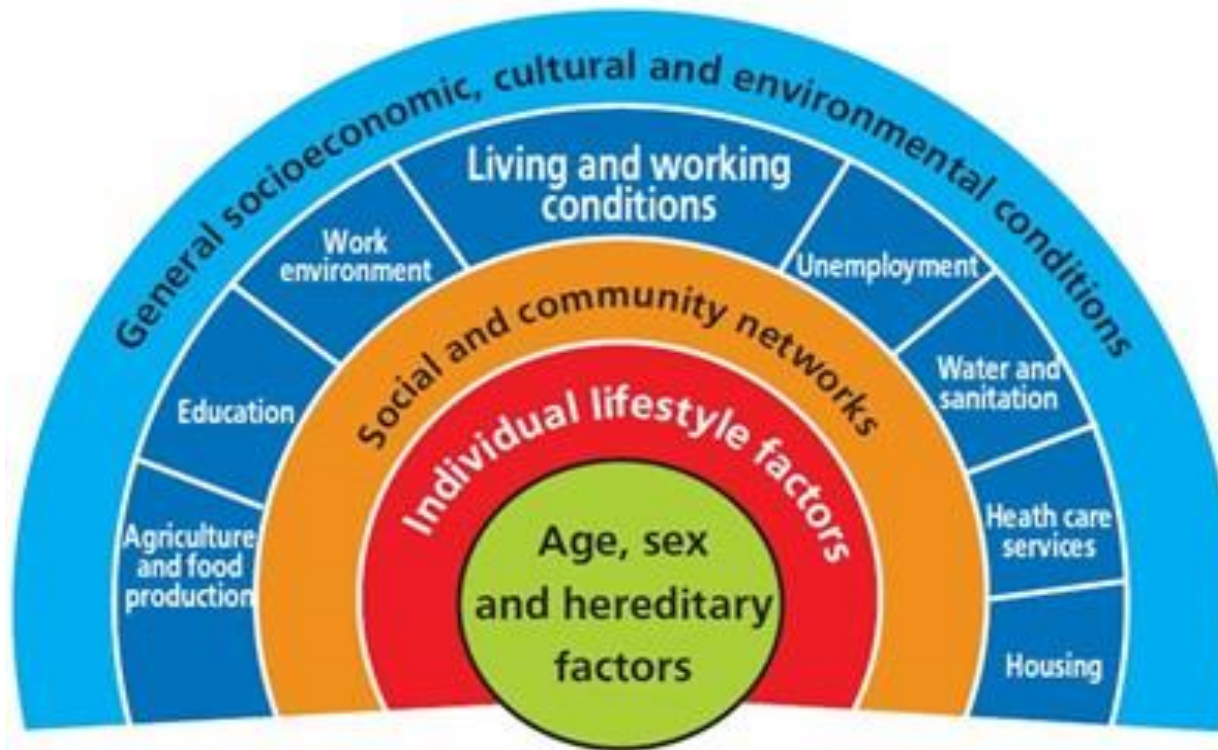 General socioeconomic, cultural and environmental conditions
Living and working
conditions
Work
environment
Unemployment
Education
Water and
sanitation
Agriculture
and food
production
Heath care
services
Housing
Social and community networks
Individual lifestyle factors
Age, sex
and hereditary
factors